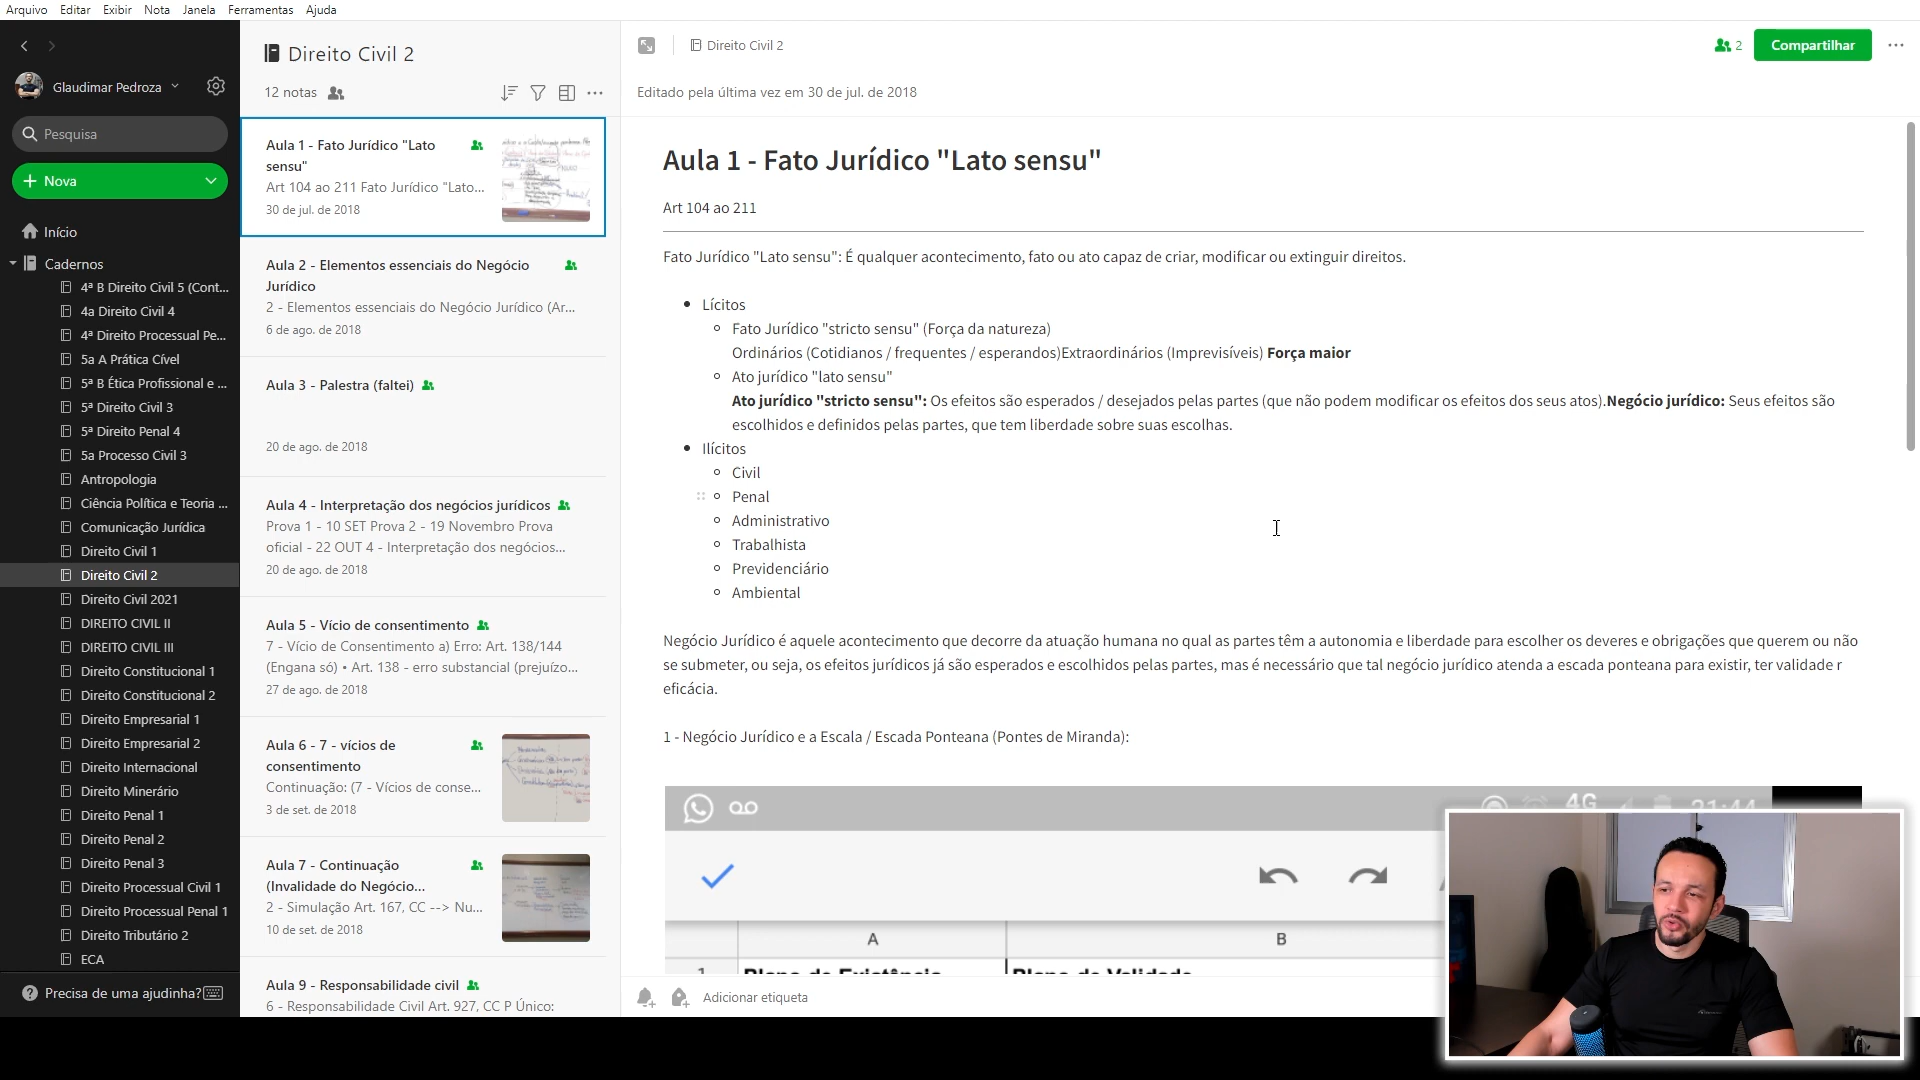 Arquivo Editar Exibir Nota Janela Ferramentas Ajuda
Glaudimar Pedroza
Pesquisa
Nova
Início
Cadernos
4ª B Direito Civil 5 (Cont...
4a Direito Civil 4
4ª Direito Processual Pe...
5a A Prática Cível
5ª B Ética Profissional e ...
5ª Direito Civil 3
5ª Direito Penal 4
5a Processo Civil 3
Antropologia
Ciência Política e Teoria ...
Comunicação Jurídica
Direito Civil 1
Direito Civil 2
Direito Civil 2021
DIREITO CIVIL II
DIREITO CIVIL III
Direito Constitucional 1
Direito Constitucional 2
Direito Empresarial 1
Direito Empresarial 2
Direito Internacional
Direito Minerário
Direito Penal 1
Direito Penal 2
Direito Penal 3
Direito Processual Civil 1
Direito Processual Penal 1
Direito Tributário 2
ECA
Precisa de uma ajudinha?
Direito Civil 2
12 notas
Aula 1 - Fato Jurídico "Lato
sensu"
Art 104 ao 211 Fato Jurídico "Lato...
30 de jul. de 2018
Aula 2 - Elementos essenciais do Negócio
Jurídico
2 - Elementos essenciais do Negócio Jurídico (Ar...
6 de ago. de 2018
Aula 3 - Palestra (faltei)
20 de ago. de 2018
Aula 4 - Interpretação dos negócios jurídicos
Prova 1 - 10 SET Prova 2 - 19 Novembro Prova
oficial - 22 OUT 4 - Interpretação dos negócios...
20 de ago. de 2018
Aula 5 - Vício de consentimento
7 - Vício de Consentimento a) Erro: Art. 138/144
(Engana só) • Art. 138 - erro substancial (prejuízo...
27 de ago. de 2018
Aula 6 - 7 - vícios de
consentimento
Continuação: (7 - Vícios de conse...
3 de set. de 2018
Aula 7 - Continuação
(Invalidade do Negócio...
2 - Simulação Art. 167, CC --> Nu...
10 de set. de 2018
Aula 9 - Responsabilidade civil
6 - Responsabilidade Civil Art. 927, CC P Único:
Direito Civil 2
2
Compartilhar
Editado pela última vez em 30 de jul. de 2018
Aula 1 - Fato Jurídico "Lato sensu"
Art 104 ao 211
Fato Jurídico "Lato sensu": É qualquer acontecimento, fato ou ato capaz de criar, modificar ou extinguir direitos.
• Lícitos
Fato Jurídico "stricto sensu" (Força da natureza)
Ordinários (Cotidianos / frequentes / esperandos)Extraordinários (Imprevisíveis) Força maior
Ato jurídico "lato sensu"
Ato jurídico "stricto sensu": Os efeitos são esperados / desejados pelas partes (que não podem modificar os efeitos dos seus atos).Negócio jurídico: Seus efeitos são
escolhidos e definidos pelas partes, que tem liberdade sobre suas escolhas.
• Ilícitos
Civil
Penal
Administrativo
Trabalhista
Previdenciário
Ambiental
Negócio Jurídico é aquele acontecimento que decorre da atuação humana no qual as partes têm a autonomia e liberdade para escolher os deveres e obrigações que querem ou não
se submeter, ou seja, os efeitos jurídicos já são esperados e escolhidos pelas partes, mas é necessário que tal negócio jurídico atenda a escada ponteana para existir, ter validade r
eficácia.
1 - Negócio Jurídico e a Escala / Escada Ponteana (Pontes de Miranda):
4G 21:44
A B
1 Plano de Existência Plano de Validade
Adicionar etiqueta